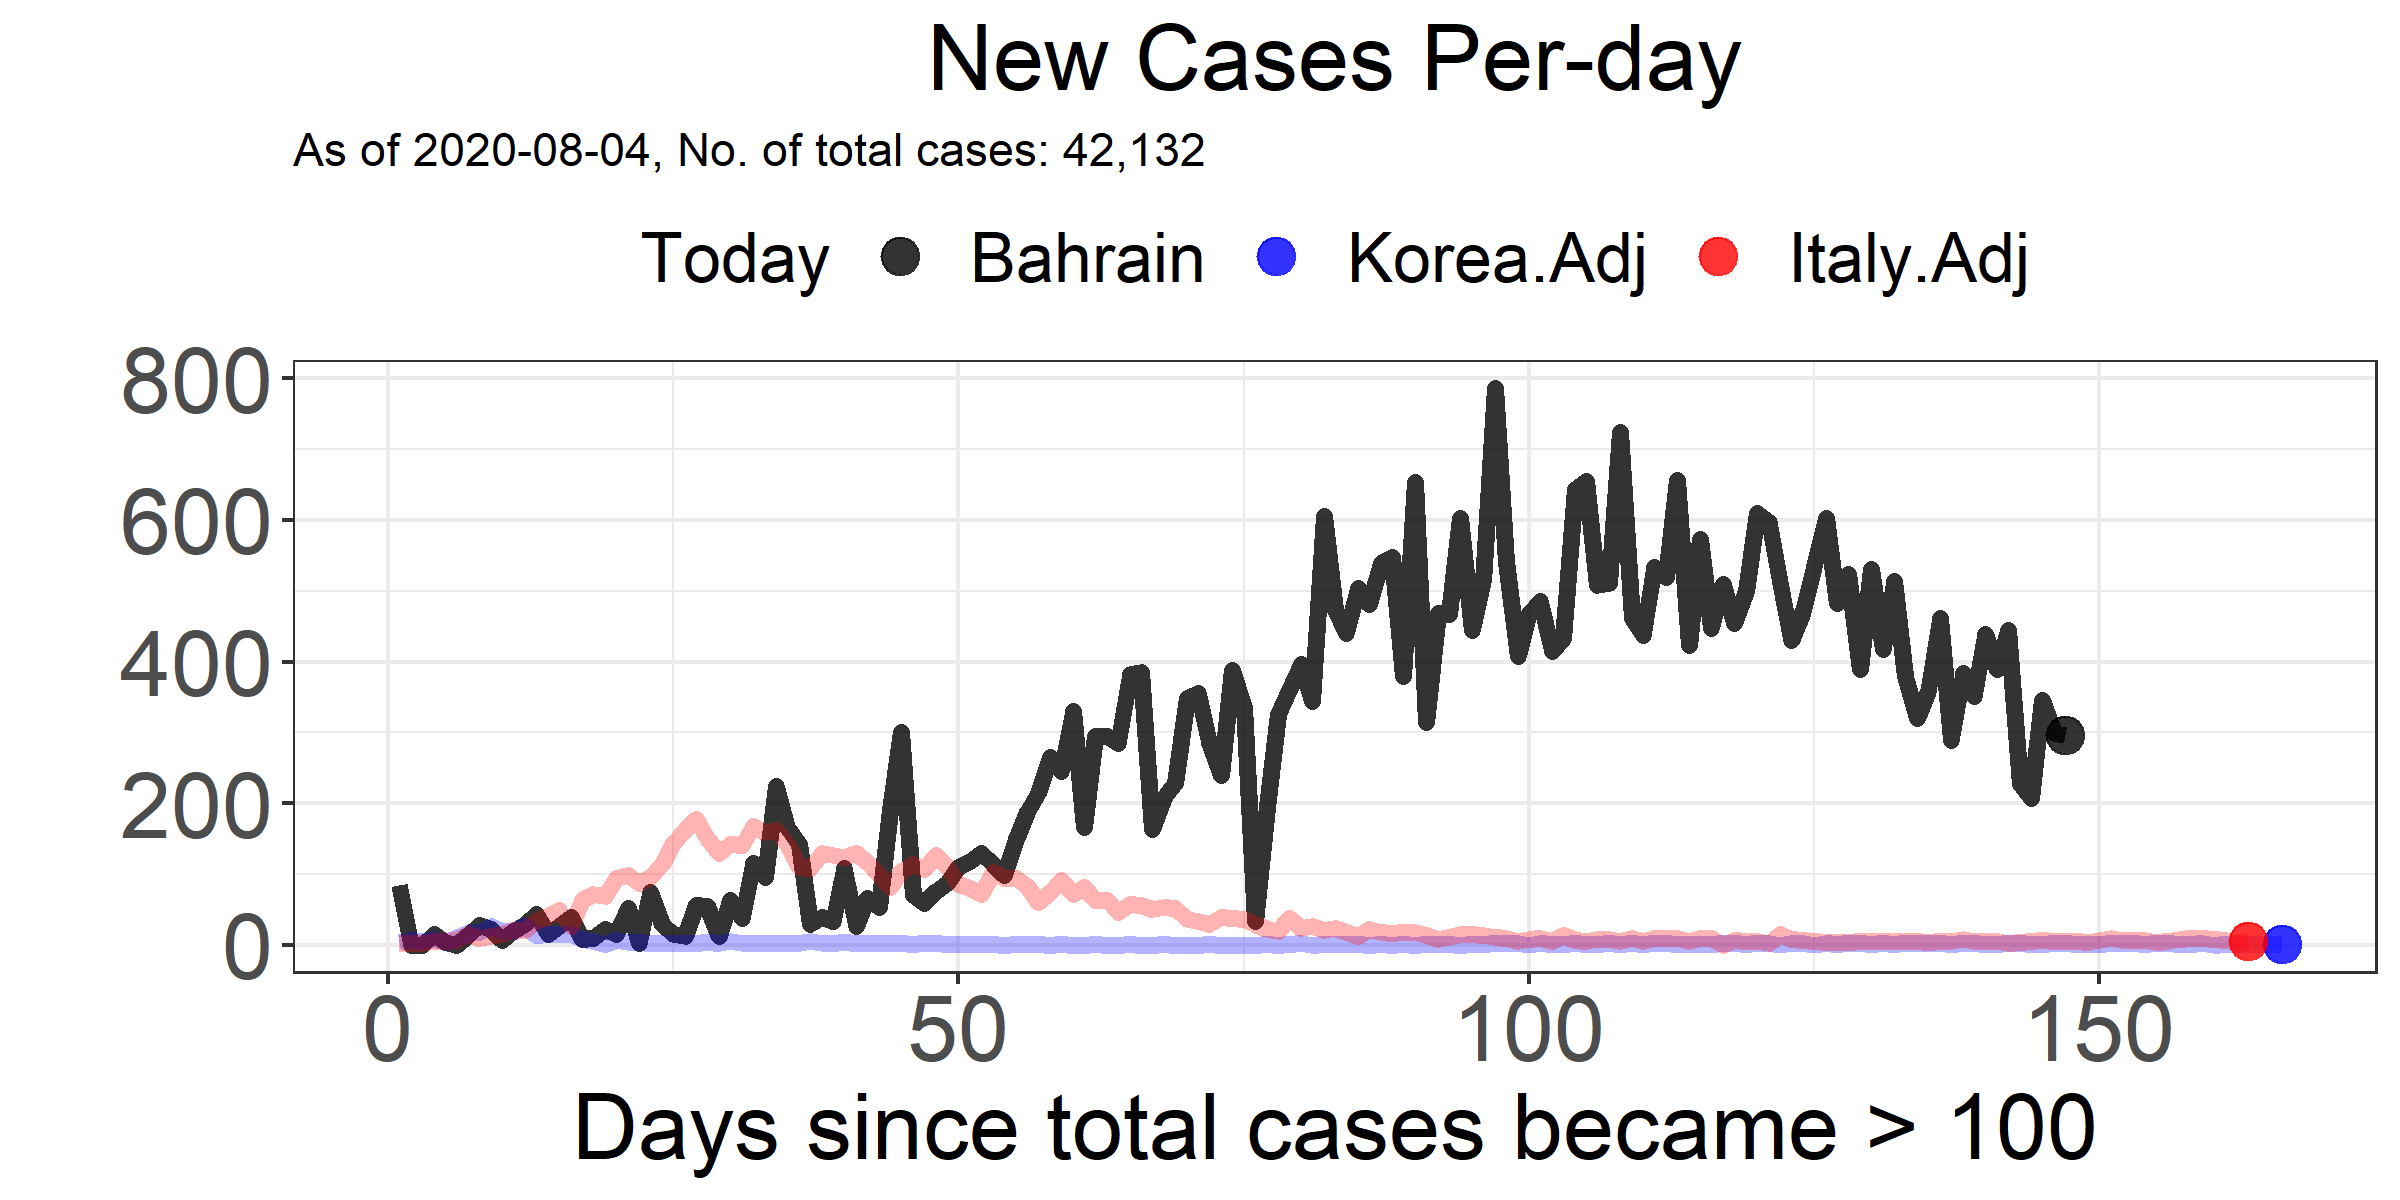 New Cases Per-day
As of 2020-08-04, No. of total cases: 42,132
Today Bahrain Korea.Adj Italy.Adj
800
600
400
200
0
0 50 100 150
Days since total cases became > 100